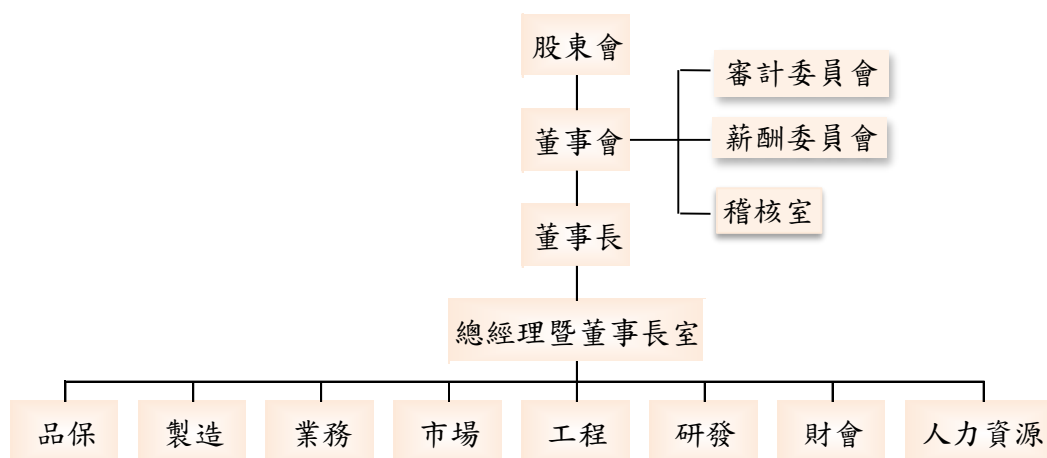 股東會
審計委員會
董事會
薪酬委員會
稽核室
董事長
總經理暨董事長室
品保
製造
業務
市場
工程
研發
財會
人力資源